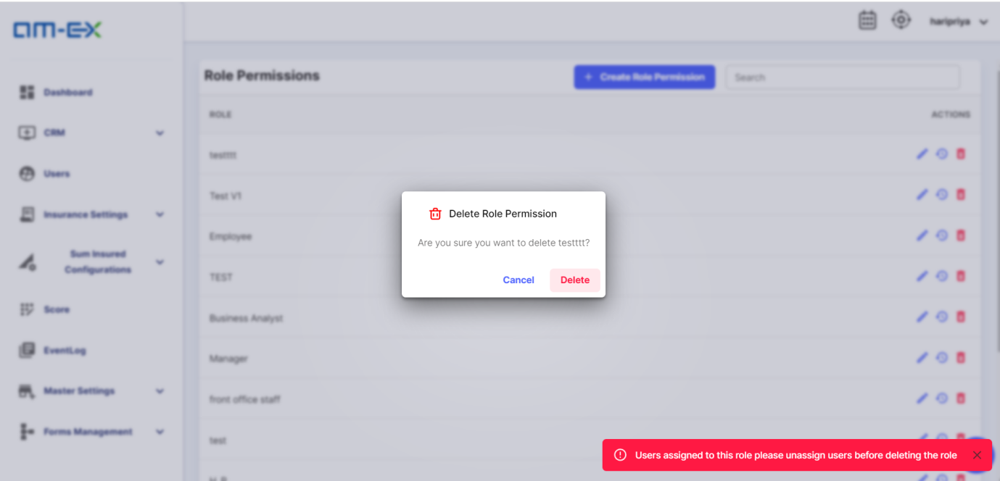 am-ex
haripriya
Role Permissions
+ Create Role Permission
Search
Dashboard
ROLE
ACTIONS
CRM
testttt
Users
Test V1
Insurance Settings
Employee
Sum Insured
Configurations
TEST
Score
Business Analyst
EventLog
Manager
Master Settings
front office staff
Forms Management
test
H R
Delete Role Permission
Are you sure you want to delete testttt?
Cancel
Delete
Users assigned to this role please unassign users before deleting the role